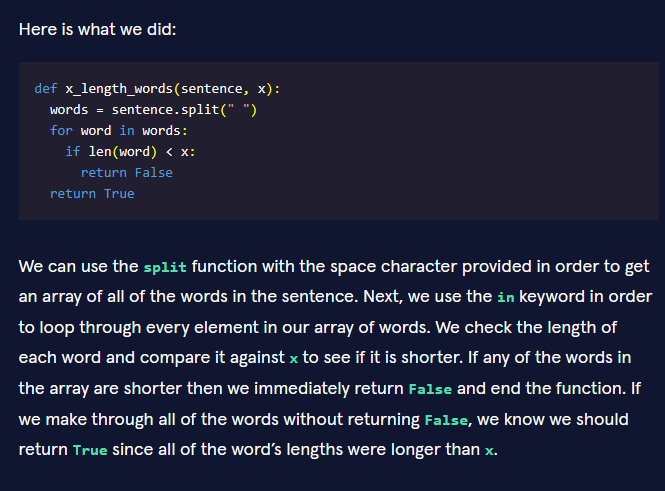 Here is what we did:
def x_length_words(sentence, x):
  words = sentence.split(" ")
  for word in words:
    if len(word) < x:
      return False
  return True
We can use the split function with the space character provided in order to get
an array of all of the words in the sentence. Next, we use the in keyword in order
to loop through every element in our array of words. We check the length of
each word and compare it against x to see if it is shorter. If any of the words in
the array are shorter then we immediately return False and end the function. If
we make through all of the words without returning False, we know we should
return True since all of the word’s lengths were longer than x.